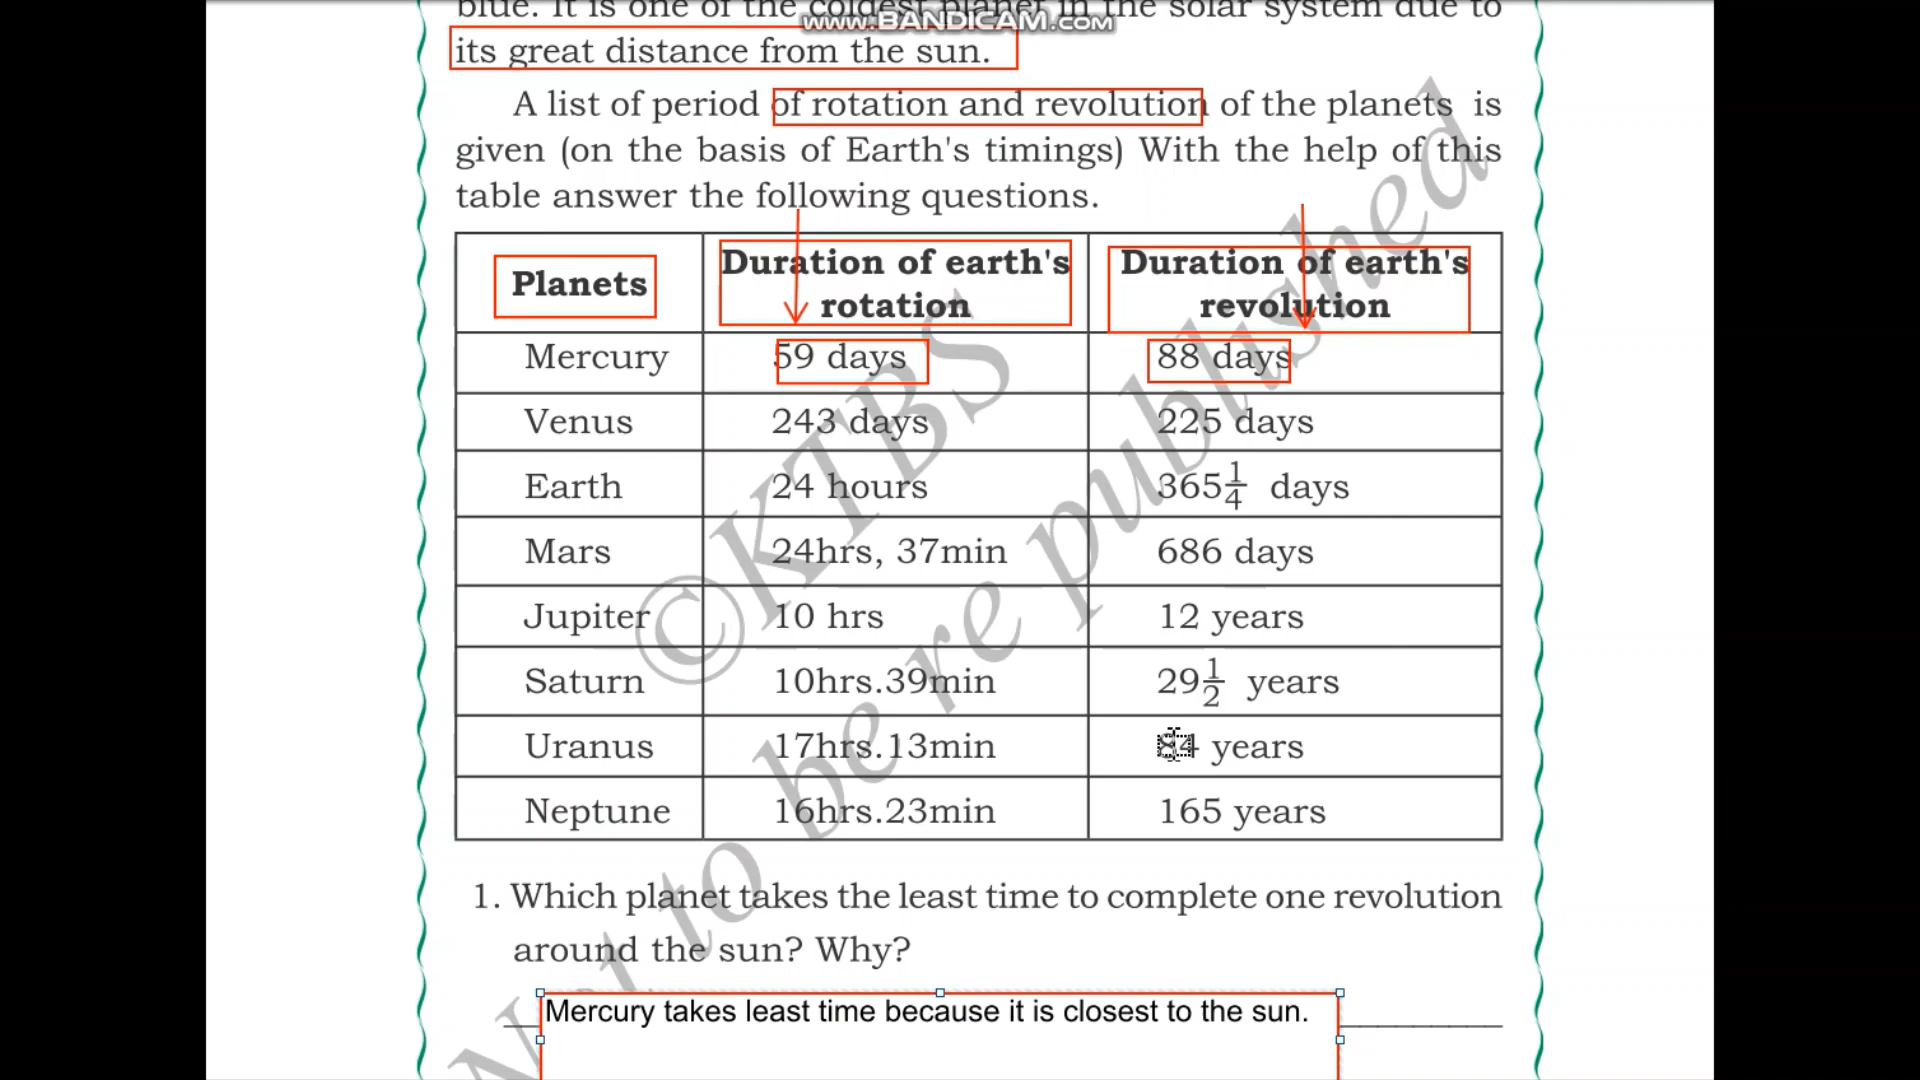 blue. It is one of the coldest planet in the solar system due to
www.BANDICAM.com
its great distance from the sun.
A list of period of rotation and revolution of the planets is
given (on the basis of Earth's timings) With the help of this
table answer the following questions.
Planets Duration of earth's rotation Duration of earth's revolution
Mercury 59 days 88 days
Venus 243 days 225 days
Earth 24 hours 365 1/4 days
Mars 24hrs, 37min 686 days
Jupiter 10 hrs 12 years
Saturn 10hrs.39min 29 1/2 years
Uranus 17hrs.13min 84 years
Neptune 16hrs.23min 165 years
©KTBS
Not to be re published
1. Which planet takes the least time to complete one revolution
around the sun? Why?
Mercury takes least time because it is closest to the sun.